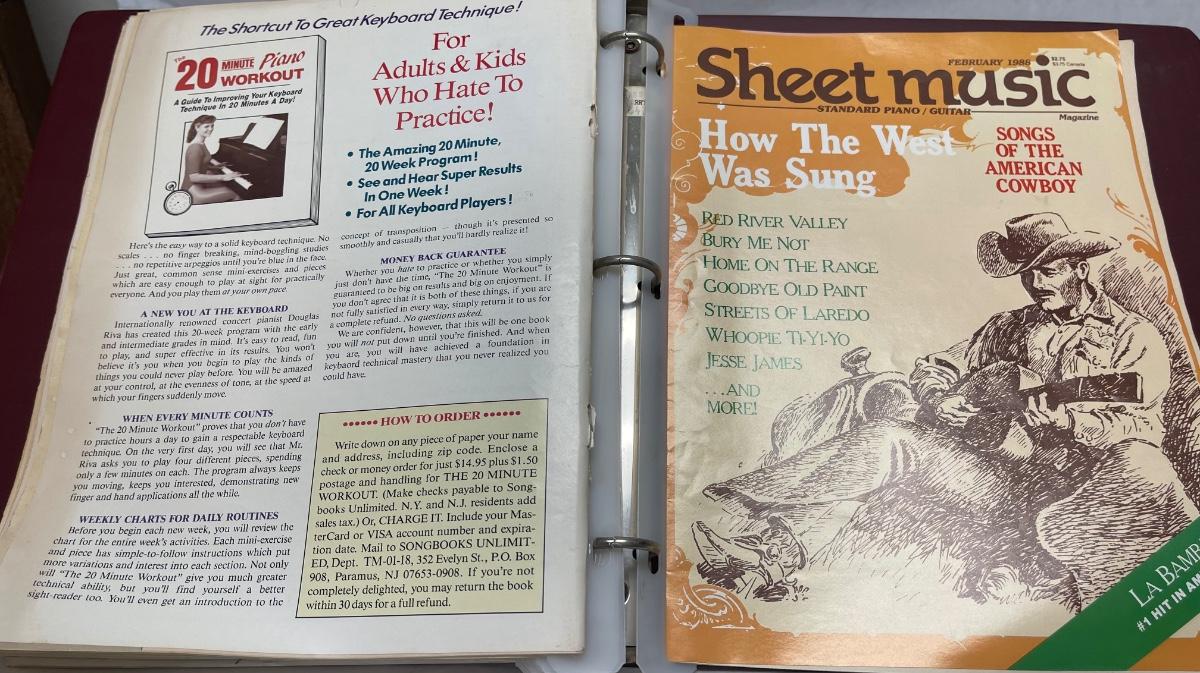 The Shortcut To Great Keyboard Technique!
THE
20 MINUTE Piano
WORKOUT
A Guide To Improving Your Keyboard
Technique In 20 Minutes A Day!
For
Adults & Kids
Who Hate To
Practice!
• The Amazing 20 Minute,
20 Week Program!
• See and Hear Super Results
In One Week!
• For All Keyboard Players!
Here's the easy way to a solid keyboard technique. No
scales . . . no finger breaking, mind-boggling studies
. . . no repetitive arpeggios until you're blue in the face.
Just great, common sense mini-exercises and pieces
which are easy enough to play at sight for practically
everyone. And you play them at your own pace.
A NEW YOU AT THE KEYBOARD
Internationally renowned concert pianist Douglas
Riva has created this 20-week program with the early
and intermediate grades in mind. It's easy to read, fun
to play, and super effective in its results. You won't
believe it's you when you begin to play the kinds of
things you could never play before. You will be amazed
at your control, at the evenness of tone, at the speed at
which your fingers suddenly move.
WHEN EVERY MINUTE COUNTS
"The 20 Minute Workout" proves that you don't have
to practice hours a day to gain a respectable keyboard
technique. On the very first day, you will see that Mr.
Riva asks you to play four different pieces, spending
only a few minutes on each. The program always keeps
you moving, keeps you interested, demonstrating new
finger and hand applications all the while.
WEEKLY CHARTS FOR DAILY ROUTINES
Before you begin each new week, you will review the
chart for the entire week's activities. Each mini-exercise
and piece has simple-to-follow instructions which put
more variations and interest into each section. Not only
will "The 20 Minute Workout" give you much greater
technical ability, but you'll find yourself a better
sight-reader too. You'll even get an introduction to the
concept of transposition — though it's presented so
smoothly and casually that you'll hardly realize it!
MONEY BACK GUARANTEE
Whether you hate to practice or whether you simply
just don't have the time, "The 20 Minute Workout" is
guaranteed to be big on results and big on enjoyment. If
you don't agree that it is both of these things, if you are
not fully satisfied in every way, simply return it to us for
a complete refund. No questions asked.
We are confident, however, that this will be one book
you will not put down until you're finished. And when
you are, you will have achieved a foundation in
keyboard technical mastery that you never realized you
could have.
•••••• HOW TO ORDER ••••••
Write down on any piece of paper your name
and address, including zip code. Enclose a
check or money order for just $14.95 plus $1.50
postage and handling for THE 20 MINUTE
WORKOUT. (Make checks payable to Song-
books Unlimited. N.Y. and N.J. residents add
sales tax.) Or, CHARGE IT. Include your Mas-
terCard or VISA account number and expira-
tion date. Mail to SONGBOOKS UNLIMIT-
ED, Dept. TM-01-18, 352 Evelyn St., P.O. Box
908, Paramus, NJ 07653-0908. If you're not
completely delighted, you may return the book
within 30 days for a full refund.
FEBRUARY 1988 $2.75
$3.75 Canada
Sheet music
STANDARD PIANO / GUITAR
Magazine
How The West
Was Sung
SONGS
OF THE
AMERICAN
COWBOY
RED RIVER VALLEY
BURY ME NOT
HOME ON THE RANGE
GOODBYE OLD PAINT
STREETS OF LAREDO
WHOOPIE TI-YI-YO
JESSE JAMES
. . . AND
MORE!
LA BAMB
#1 HIT IN A